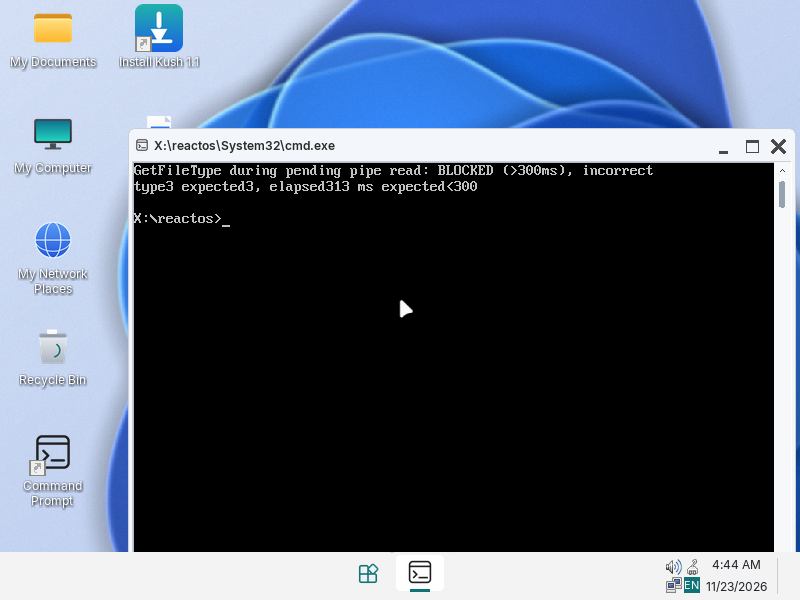 My Documents
Install Kush 1.1
My Computer
My Network
Places
Recycle Bin
Command
Prompt
X:\reactos\System32\cmd.exe
GetFileType during pending pipe read: BLOCKED (>300ms), incorrect
type3 expected3, elapsed313 ms expected<300
X:\reactos>_
EN
4:44 AM
11/23/2026